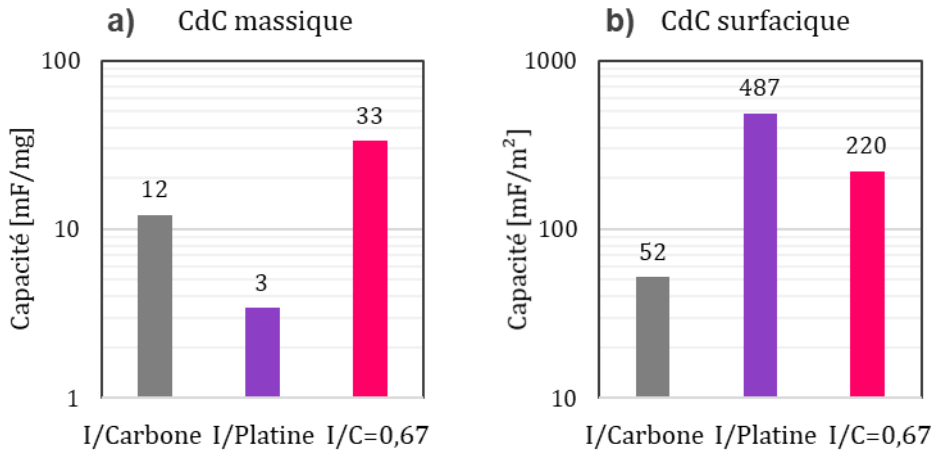 a) CdC massique
Capacité [mF/mg]
100
10
1
12
3
33
I/Carbone I/Platine I/C=0,67
b) CdC surfacique
Capacité [mF/m²]
1000
100
10
52
487
220
I/Carbone I/Platine I/C=0,67